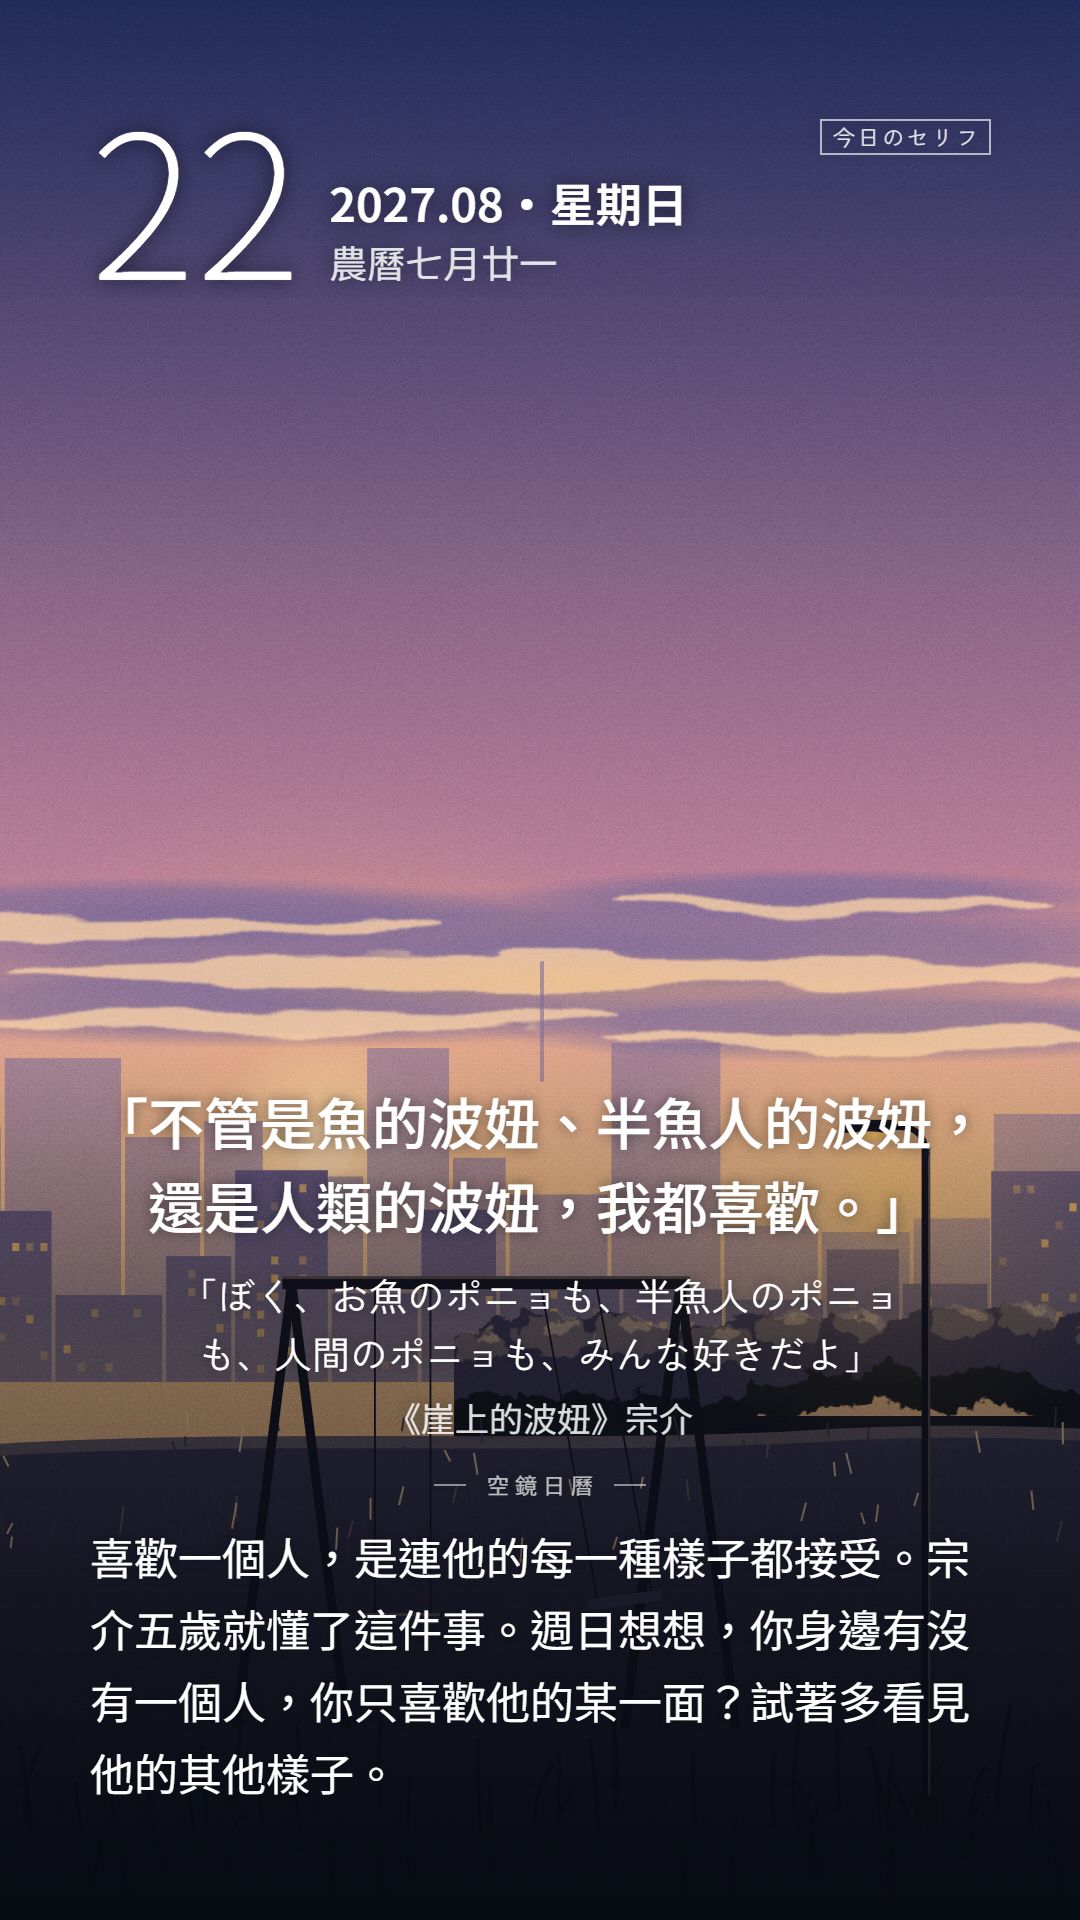 22
今日のセリフ
2027.08・星期日
農曆七月廿一
「不管是魚的波妞、半魚人的波妞，
還是人類的波妞，我都喜歡。」
「ぼく、お魚のポニョも、半魚人のポニョ
も、人間のポニョも、みんな好きだよ」
《崖上的波妞》宗介
空鏡日曆
喜歡一個人，是連他的每一種樣子都接受。宗
介五歲就懂了這件事。週日想想，你身邊有沒
有一個人，你只喜歡他的某一面？試著多看見
他的其他樣子。